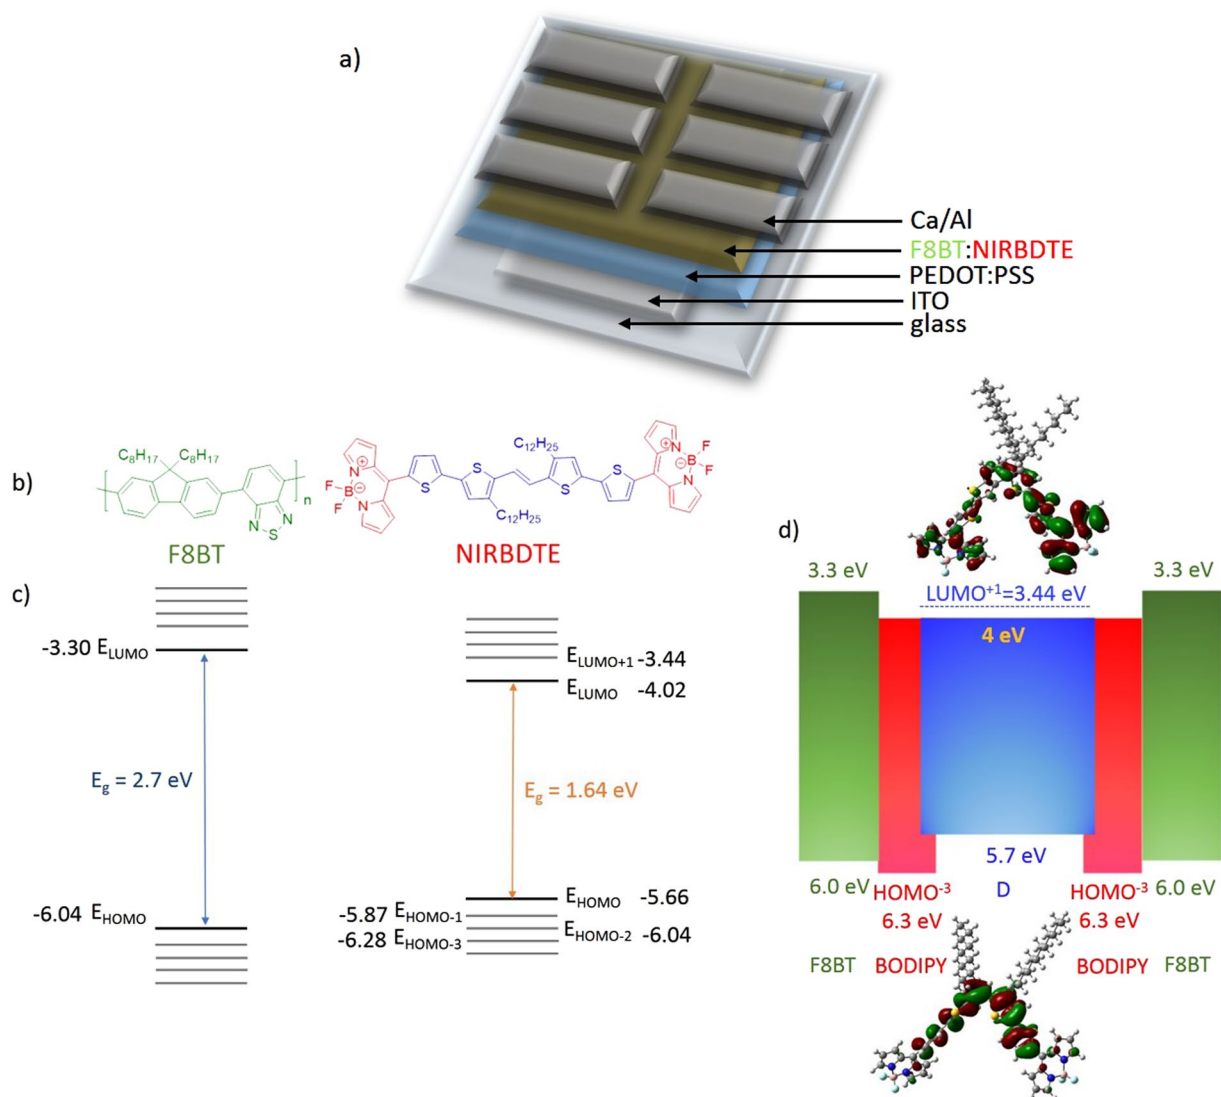 a)
Ca/Al
F8BT:NIRBDTE
PEDOT:PSS
ITO
glass
b)
C8H17 C8H17
N S N
n
F8BT
F B F N N
⊕ ⊖
S S S S
C12H25
C12H25
N N B F F
⊕ ⊖
NIRBDTE
c)
-3.30 ELUMO
Eg = 2.7 eV
-6.04 EHOMO
ELUMO+1 -3.44
ELUMO -4.02
Eg = 1.64 eV
EHOMO -5.66
-5.87 EHOMO-1
EHOMO-2 -6.04
-6.28 EHOMO-3
d)
3.3 eV
LUMO+1=3.44 eV
3.3 eV
4 eV
5.7 eV
6.0 eV
HOMO-3
D
HOMO-3
6.0 eV
6.3 eV
6.3 eV
F8BT
BODIPY
BODIPY
F8BT